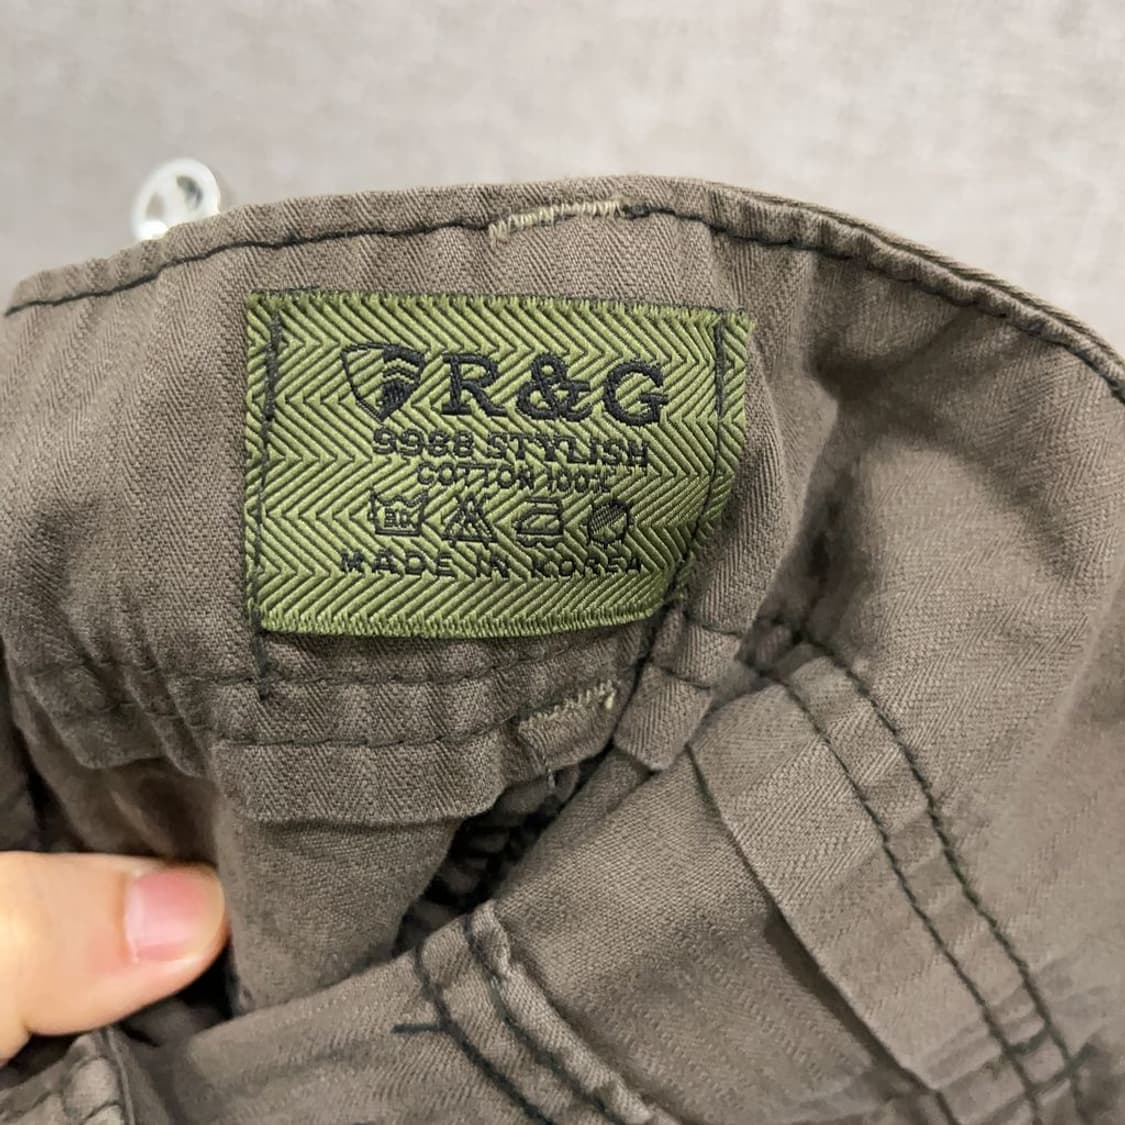 R&G
9988 STYLISH
COTTON 100%
MADE IN KOREA